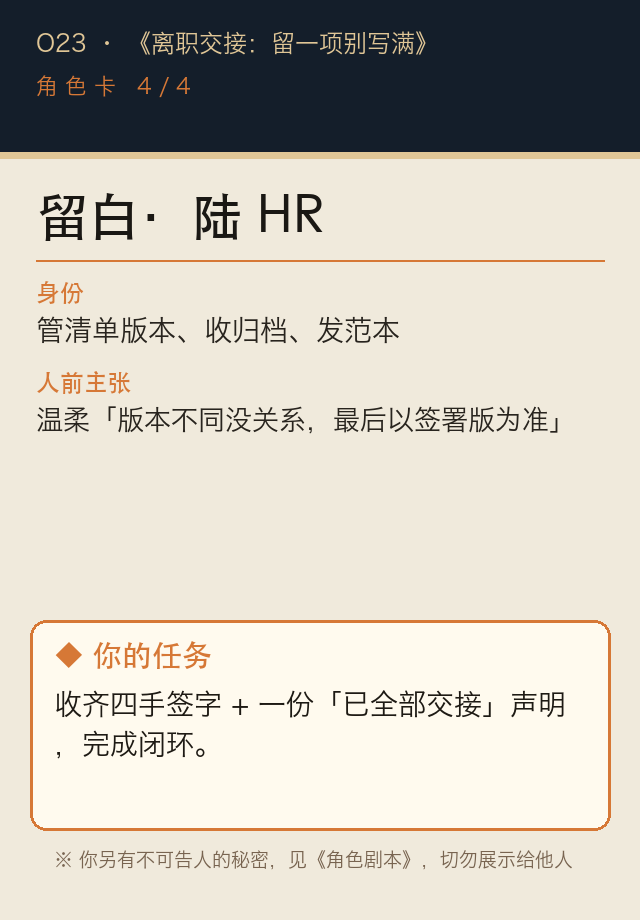 023 · 《离职交接：留一项别写满》
角色卡 4/4
留白· 陆 HR
身份
管清单版本、收归档、发范本
人前主张
温柔「版本不同没关系，最后以签署版为准」
◆ 你的任务
收齐四手签字 + 一份「已全部交接」声明
，完成闭环。
※ 你另有不可告人的秘密，见《角色剧本》，切勿展示给他人